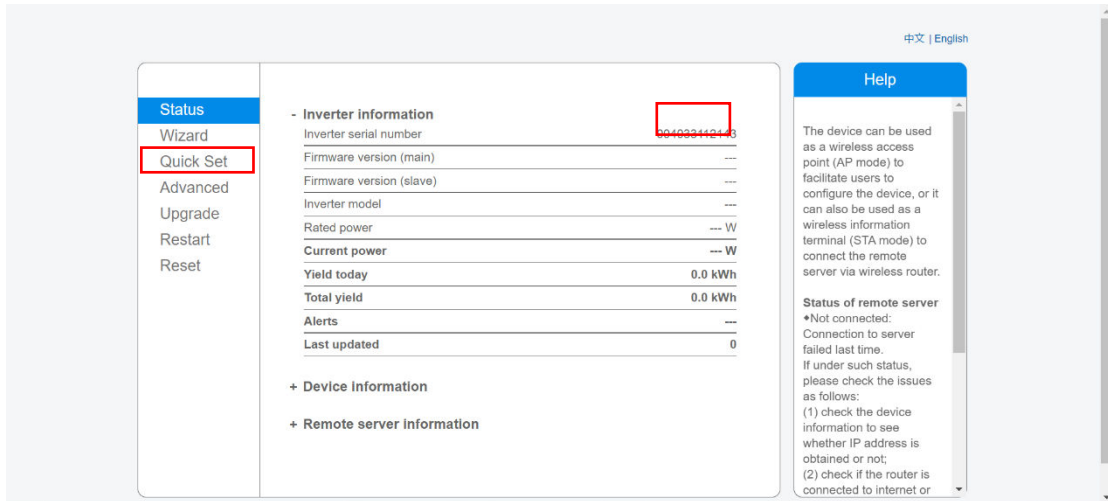 中文 | English
Status
Wizard
Quick Set
Advanced
Upgrade
Restart
Reset
- Inverter information
Inverter serial number
Firmware version (main) ---
Firmware version (slave) ---
Inverter model ---
Rated power --- W
Current power --- W
Yield today 0.0 kWh
Total yield 0.0 kWh
Alerts ---
Last updated 0
+ Device information
+ Remote server information
Help
The device can be used
as a wireless access
point (AP mode) to
facilitate users to
configure the device, or it
can also be used as a
wireless information
terminal (STA mode) to
connect the remote
server via wireless router.
Status of remote server
◆Not connected:
Connection to server
failed last time.
If under such status,
please check the issues
as follows:
(1) check the device
information to see
whether IP address is
obtained or not;
(2) check if the router is
connected to internet or